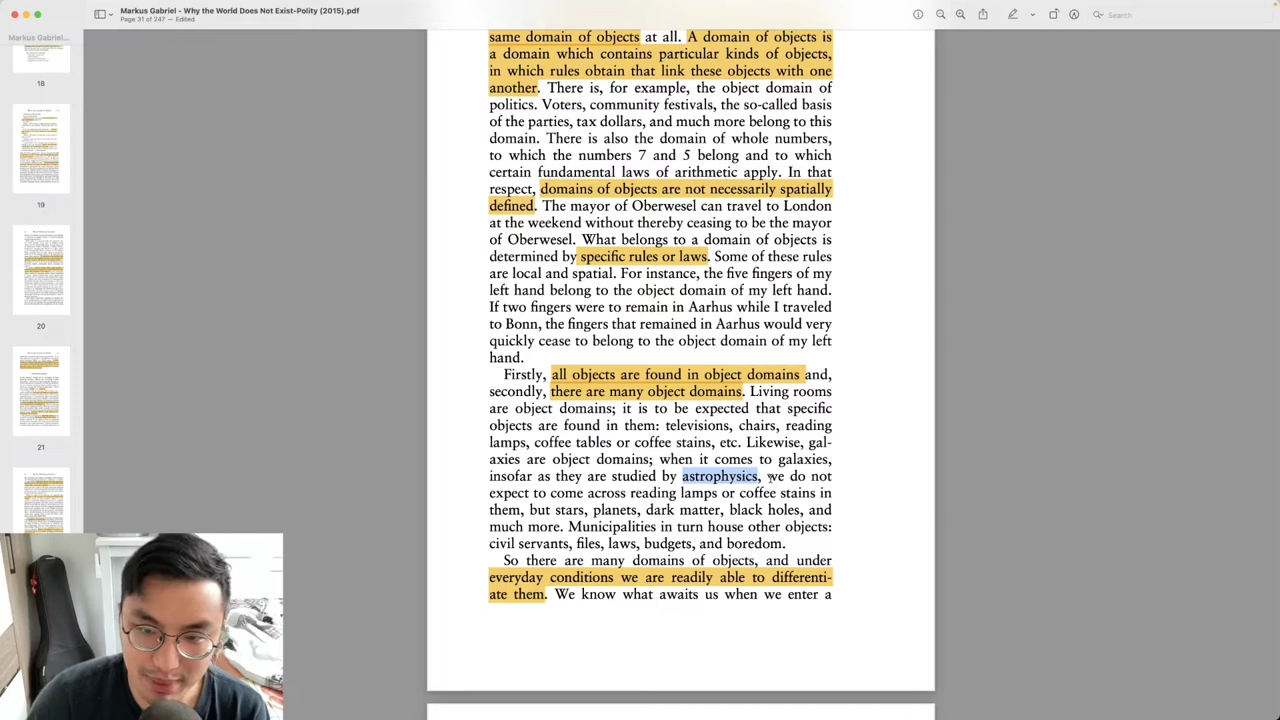 Markus Gabriel - Why the World Does Not Exist-Polity (2015).pdf
Page 31 of 247 — Edited
Search
Markus Gabriel...
18
19
20
21
same domain of objects at all. A domain of objects is
a domain which contains particular kinds of objects,
in which rules obtain that link these objects with one
another. There is, for example, the object domain of
politics. Voters, community festivals, the so-called basis
of the parties, tax dollars, and much more belong to this
domain. There is also the domain of whole numbers,
to which the numbers 7 and 5 belong and to which
certain fundamental laws of arithmetic apply. In that
respect, domains of objects are not necessarily spatially
defined. The mayor of Oberwesel can travel to London
at the weekend without thereby ceasing to be the mayor
of Oberwesel. What belongs to a domain of objects is
determined by specific rules or laws. Some of these rules
are local and spatial. For instance, the five fingers of my
left hand belong to the object domain of my left hand.
If two fingers were to remain in Aarhus while I traveled
to Bonn, the fingers that remained in Aarhus would very
quickly cease to belong to the object domain of my left
hand.
Firstly, all objects are found in object domains and,
secondly, there are many object domains. Living rooms
are object domains; it is to be expected that specific
objects are found in them: televisions, chairs, reading
lamps, coffee tables or coffee stains, etc. Likewise, gal-
axies are object domains; when it comes to galaxies,
insofar as they are studied by astrophysics, we do not
expect to come across reading lamps or coffee stains in
them, but stars, planets, dark matter, black holes, and
much more. Municipalities in turn house other objects:
civil servants, files, laws, budgets, and boredom.
So there are many domains of objects, and under
everyday conditions we are readily able to differenti-
ate them. We know what awaits us when we enter a